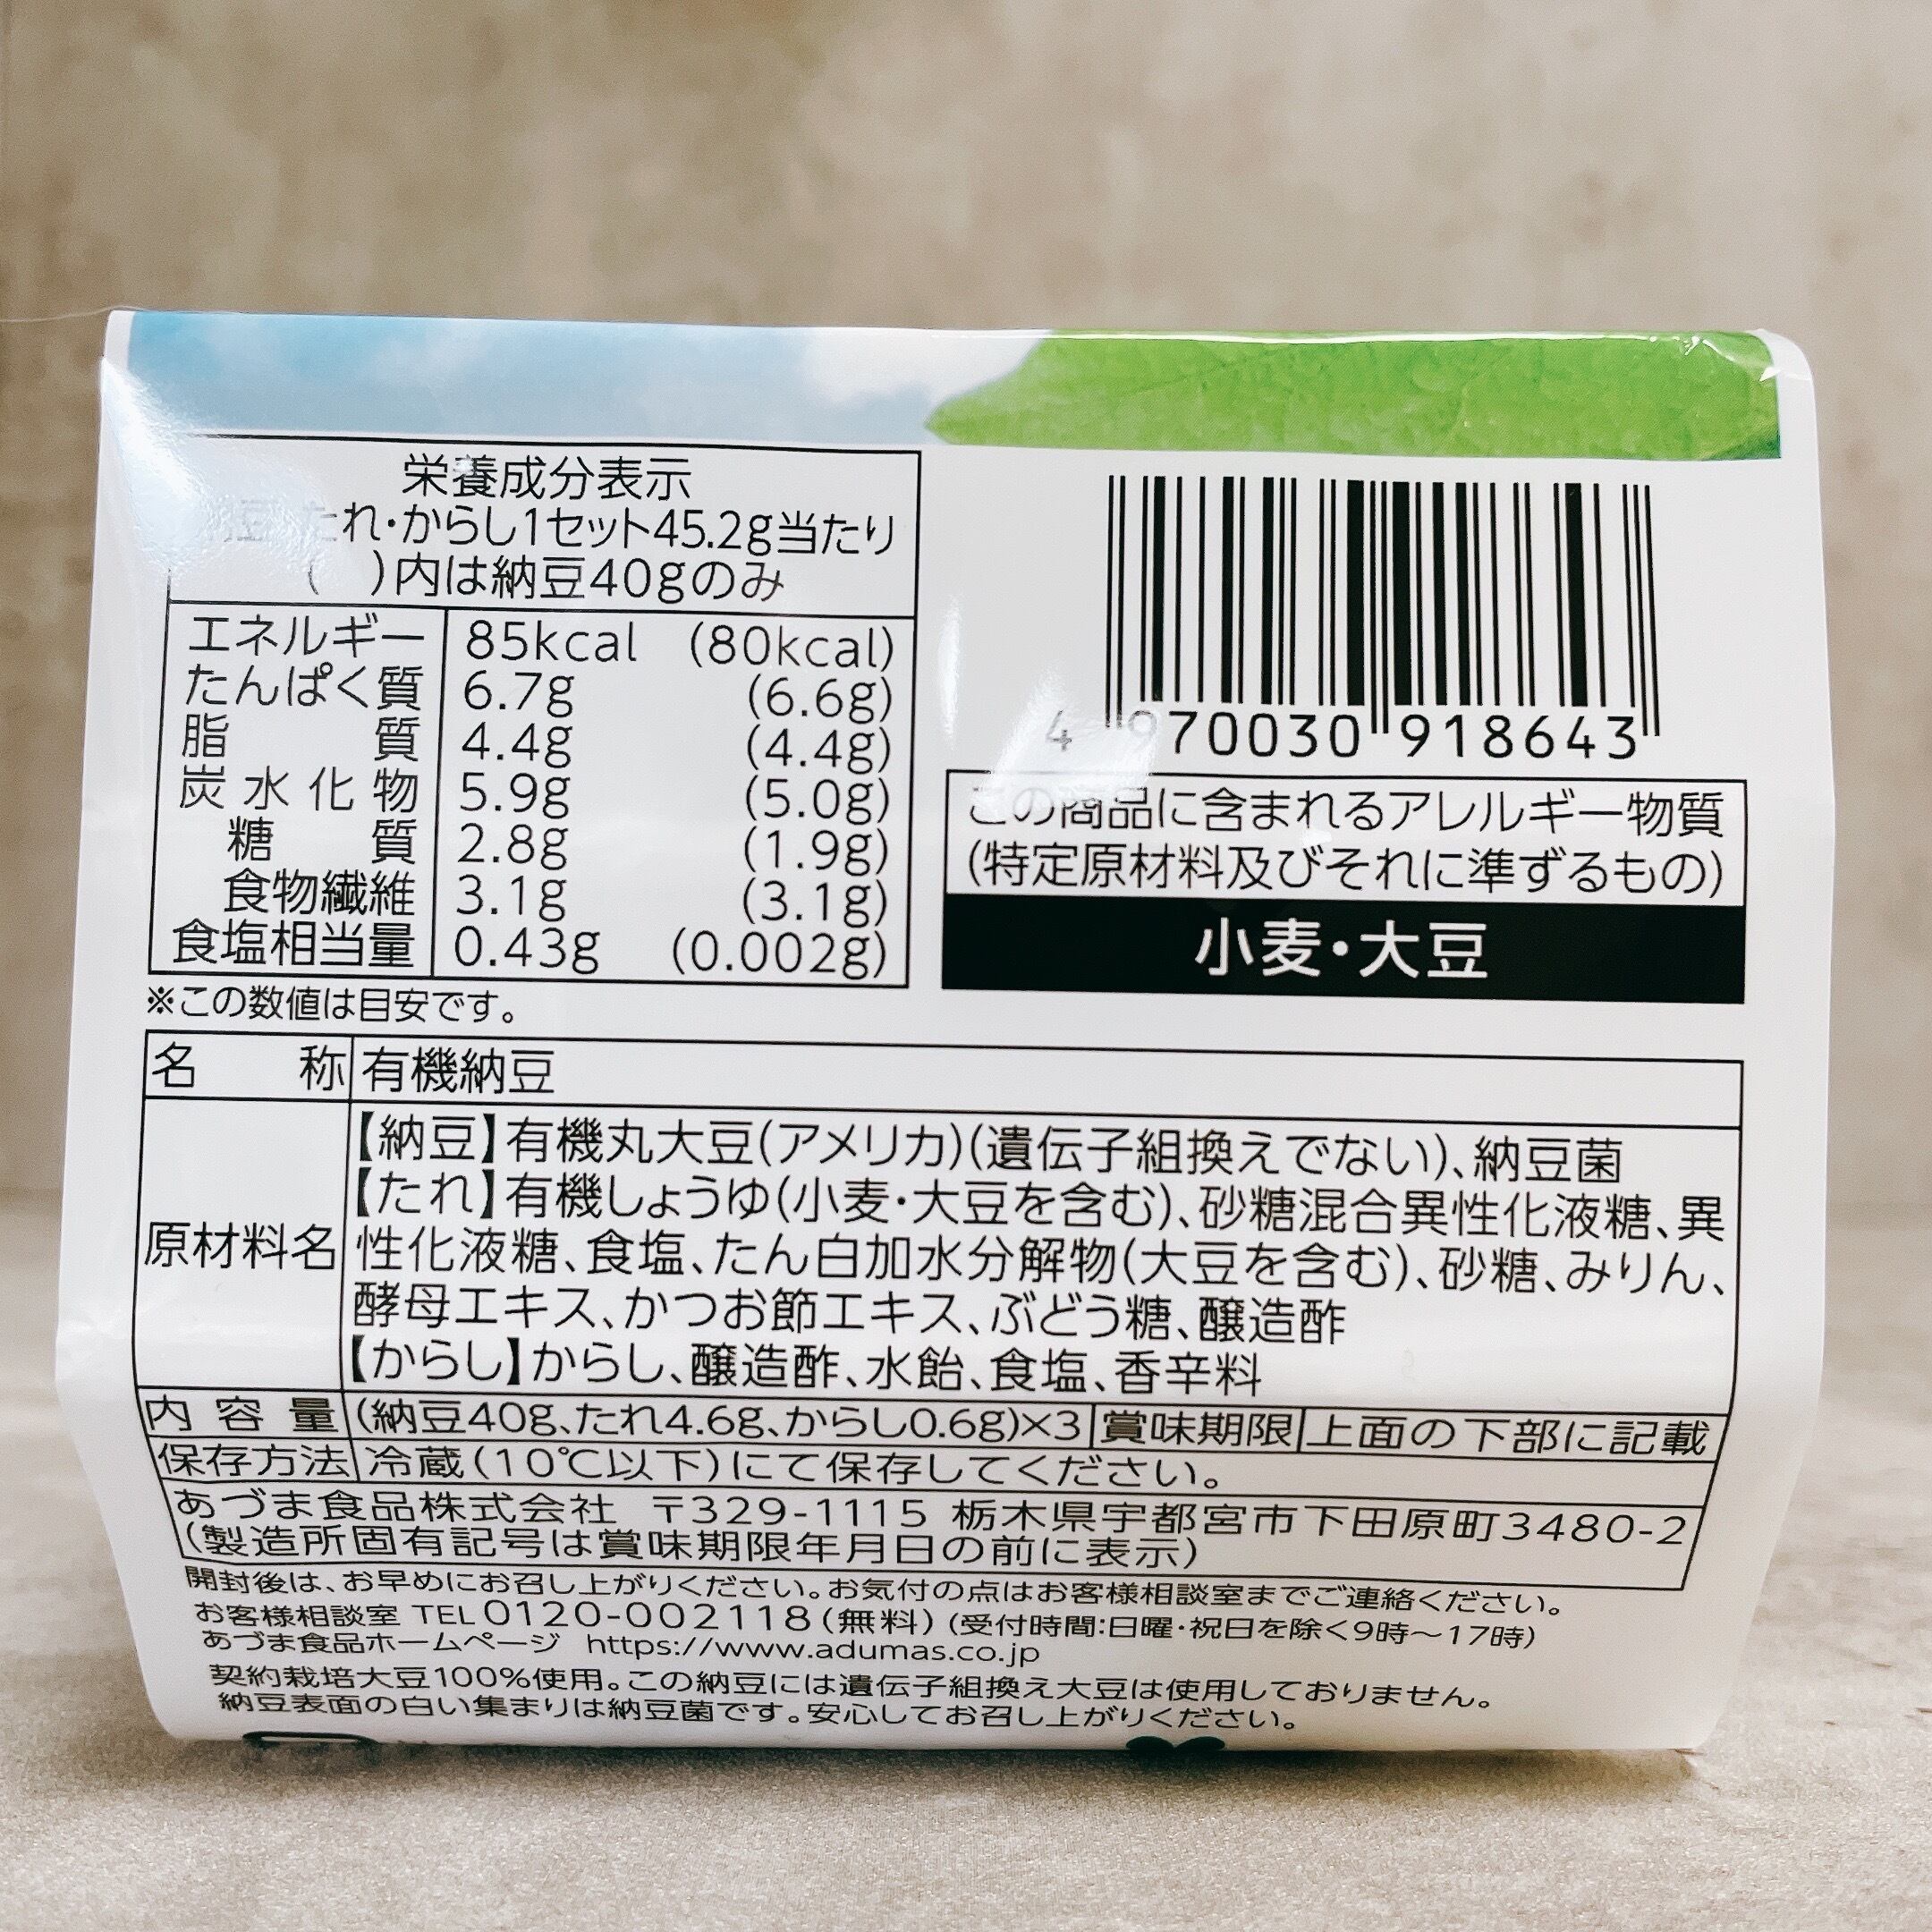 栄養成分表示
豆 たれ・からし1セット45.2g当たり
( )内は納豆40gのみ
エネルギー 85kcal (80kcal)
たんぱく質 6.7g (6.6g)
脂質 4.4g (4.4g)
炭水化物 5.9g (5.0g)
糖質 2.8g (1.9g)
食物繊維 3.1g (3.1g)
食塩相当量 0.43g (0.002g)
※この数値は目安です。
4 970030 918643
この商品に含まれるアレルギー物質
(特定原材料及びそれに準ずるもの)
小麦・大豆
名称 有機納豆
原材料名
【納豆】有機丸大豆(アメリカ)(遺伝子組換えでない)、納豆菌
【たれ】有機しょうゆ(小麦・大豆を含む)、砂糖混合異性化液糖、異
性化液糖、食塩、たん白加水分解物(大豆を含む)、砂糖、みりん、
酵母エキス、かつお節エキス、ぶどう糖、醸造酢
【からし】からし、醸造酢、水飴、食塩、香辛料
内容量 (納豆40g、たれ4.6g、からし0.6g)×3 賞味期限 上面の下部に記載
保存方法 冷蔵(10℃以下)にて保存してください。
あづま食品株式会社 〒329-1115 栃木県宇都宮市下田原町3480-2
(製造所固有記号は賞味期限年月日の前に表示)
開封後は、お早めにお召し上がりください。お気付の点はお客様相談室までご連絡ください。
お客様相談室 TEL 0120-002118(無料)(受付時間:日曜・祝日を除く9時〜17時)
あづま食品ホームページ https://www.adumas.co.jp
契約栽培大豆100%使用。この納豆には遺伝子組換え大豆は使用しておりません。
納豆表面の白い集まりは納豆菌です。安心してお召し上がりください。